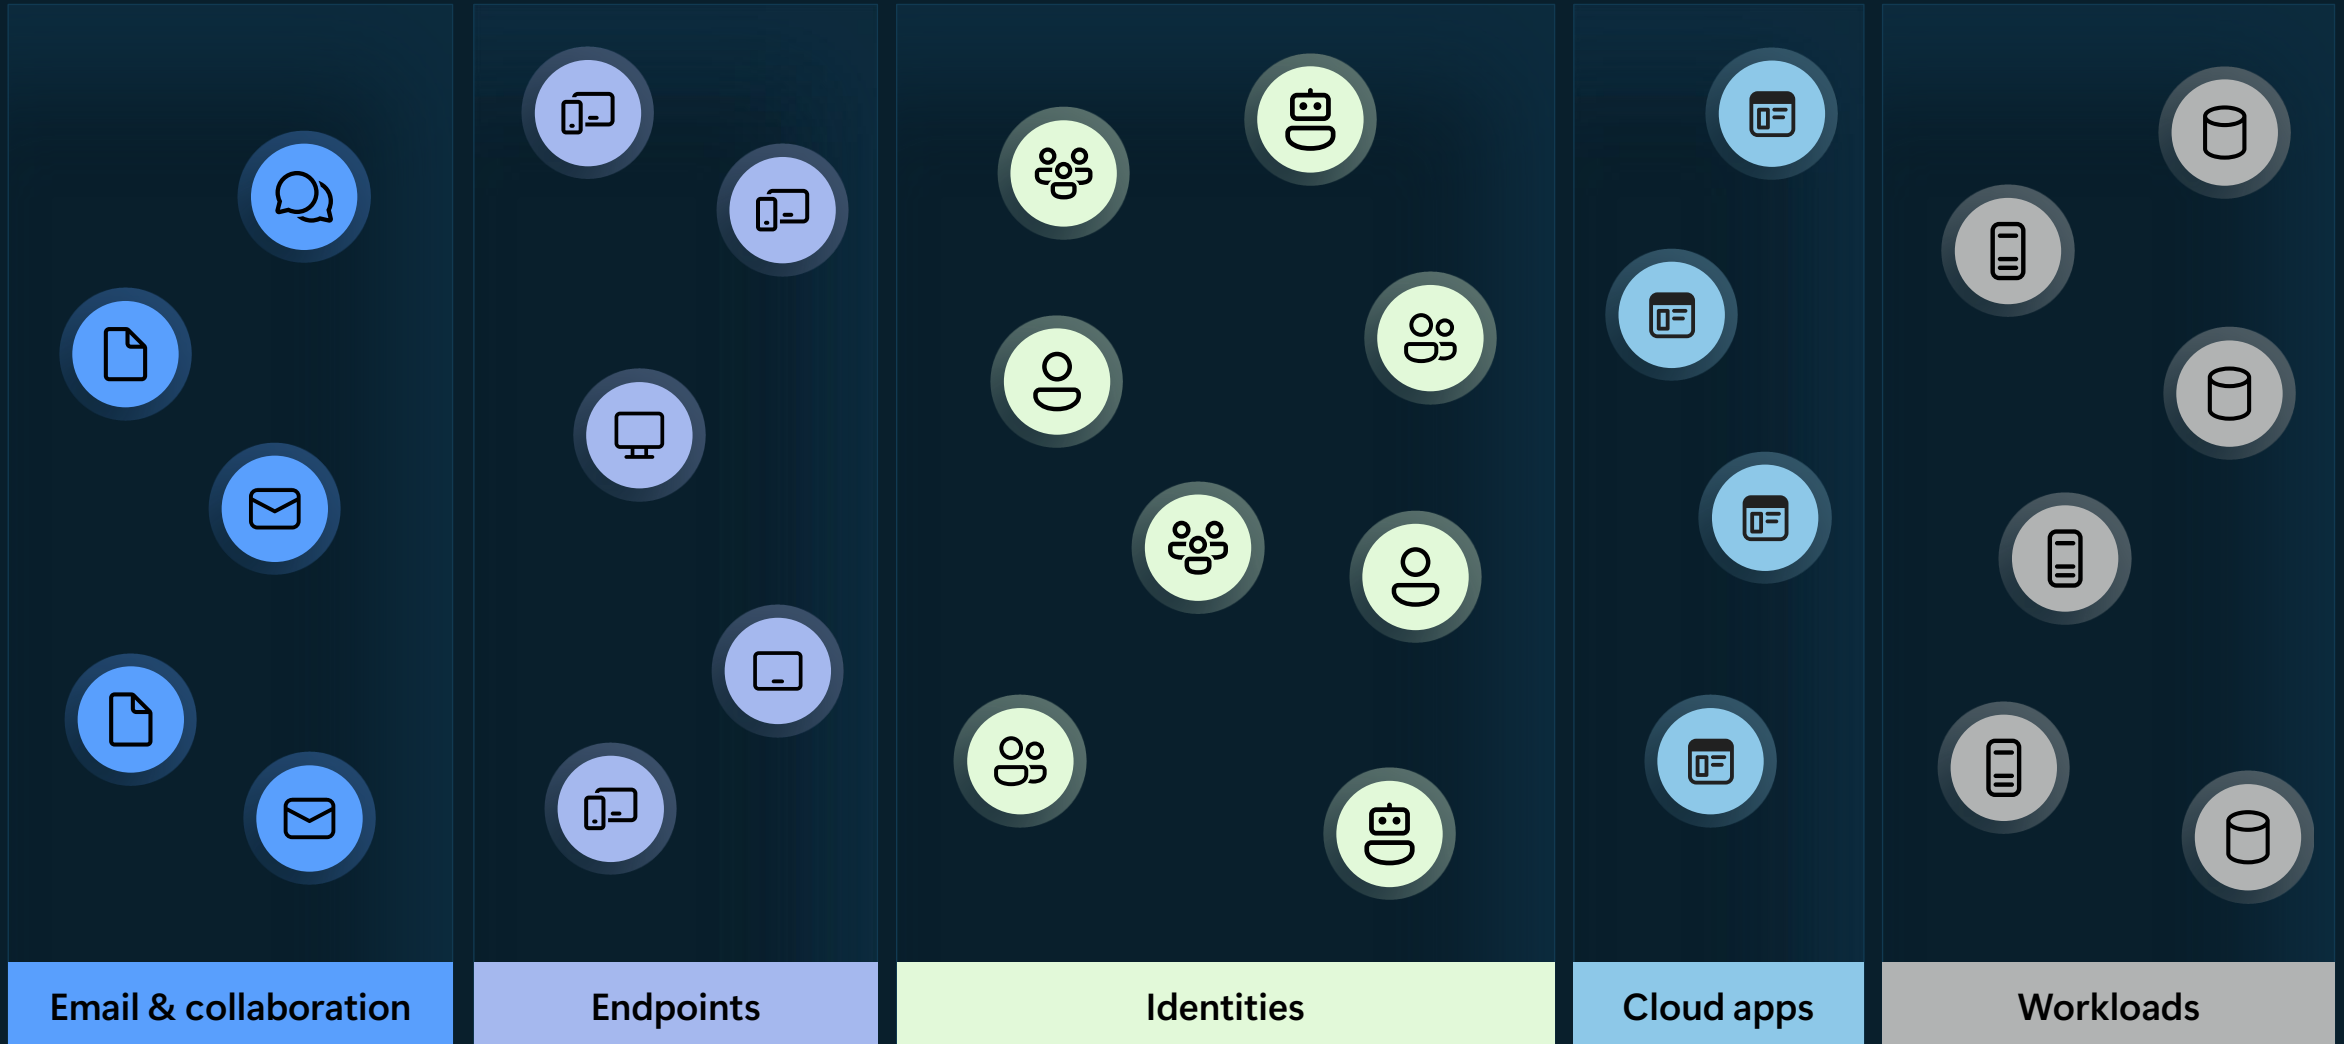 Email & collaboration
Endpoints
Identities
Cloud apps
Workloads